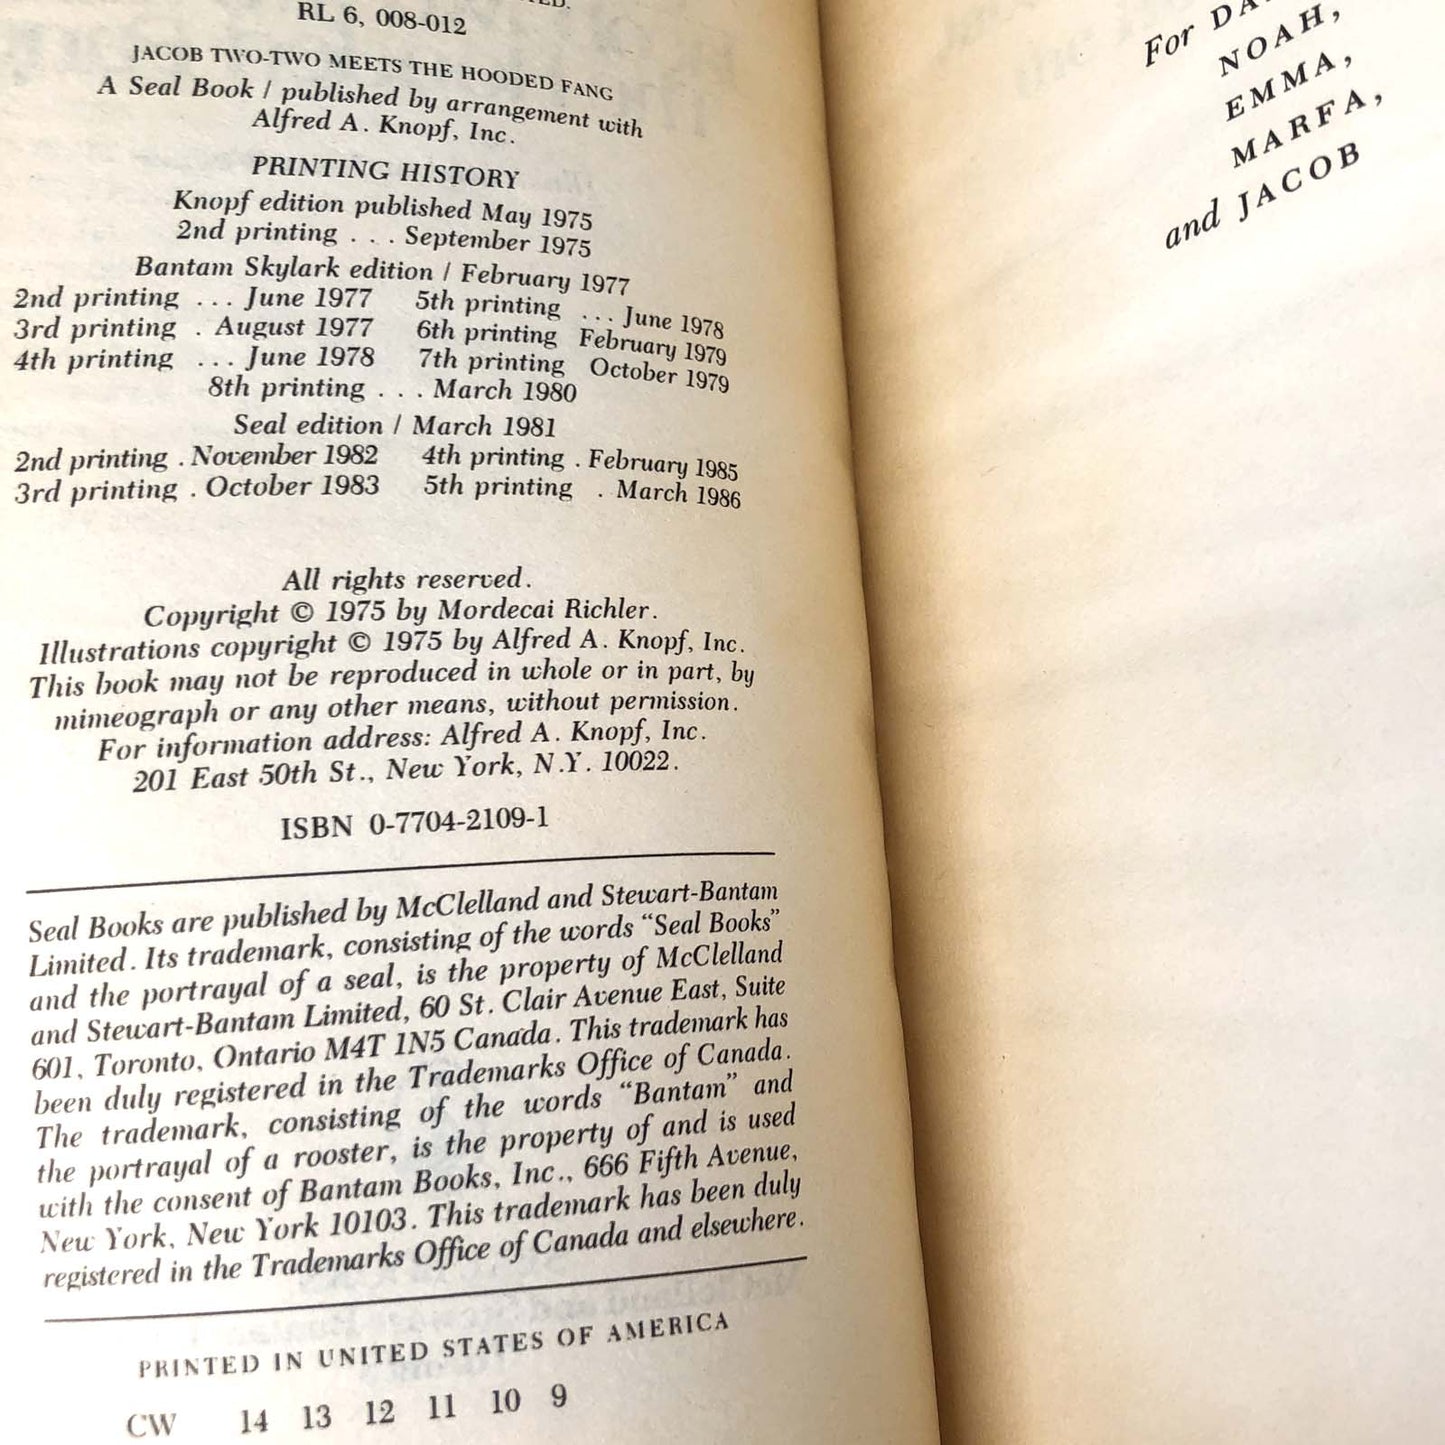 RL 6, 008-012
JACOB TWO-TWO MEETS THE HOODED FANG
A Seal Book / published by arrangement with
Alfred A. Knopf, Inc.
PRINTING HISTORY
Knopf edition published May 1975
2nd printing . . . September 1975
Bantam Skylark edition / February 1977
2nd printing . . . June 1977 5th printing . . . June 1978
3rd printing . August 1977 6th printing February 1979
4th printing . . . June 1978 7th printing October 1979
8th printing . . . March 1980
Seal edition / March 1981
2nd printing . November 1982 4th printing . February 1985
3rd printing . October 1983 5th printing . March 1986
All rights reserved.
Copyright © 1975 by Mordecai Richler.
Illustrations copyright © 1975 by Alfred A. Knopf, Inc.
This book may not be reproduced in whole or in part, by
mimeograph or any other means, without permission.
For information address: Alfred A. Knopf, Inc.
201 East 50th St., New York, N.Y. 10022.
ISBN 0-7704-2109-1
Seal Books are published by McClelland and Stewart-Bantam
Limited. Its trademark, consisting of the words "Seal Books"
and the portrayal of a seal, is the property of McClelland
and Stewart-Bantam Limited, 60 St. Clair Avenue East, Suite
601, Toronto, Ontario M4T 1N5 Canada. This trademark has
been duly registered in the Trademarks Office of Canada.
The trademark, consisting of the words "Bantam" and
the portrayal of a rooster, is the property of and is used
with the consent of Bantam Books, Inc., 666 Fifth Avenue,
New York, New York 10103. This trademark has been duly
registered in the Trademarks Office of Canada and elsewhere.
PRINTED IN UNITED STATES OF AMERICA
CW 14 13 12 11 10 9
For
NOAH,
EMMA,
MARFA,
and JACOB